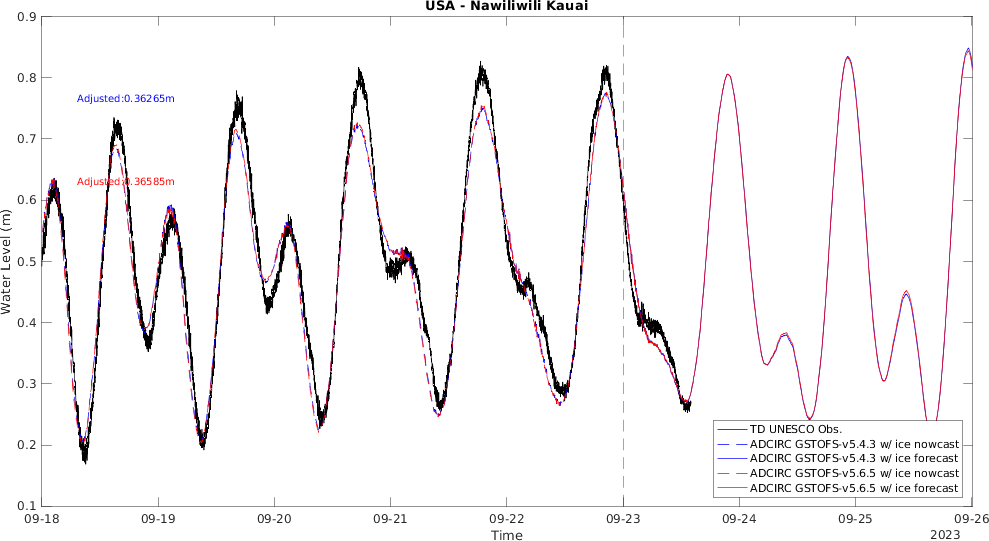 USA - Nawiliwili Kauai
0.9
0.8
0.7
0.6
0.5
0.4
0.3
0.2
0.1
Water Level (m)
Adjusted:0.36265m
Adjusted:0.36585m
TD UNESCO Obs.
ADCIRC GSTOFS-v5.4.3 w/ ice nowcast
ADCIRC GSTOFS-v5.4.3 w/ ice forecast
ADCIRC GSTOFS-v5.6.5 w/ ice nowcast
ADCIRC GSTOFS-v5.6.5 w/ ice forecast
09-18 09-19 09-20 09-21 09-22 09-23 09-24 09-25 09-26
Time
2023